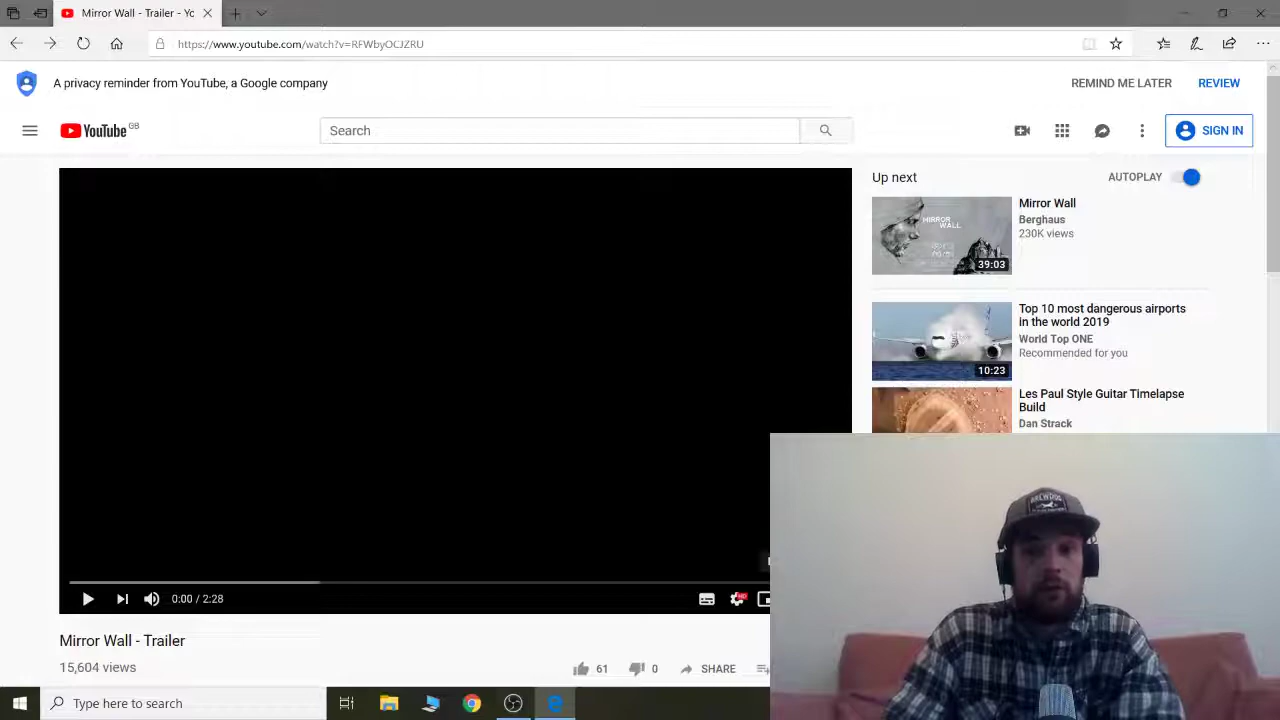 Mirror Wall - Trailer - Yo
https://www.youtube.com/watch?v=RFWbyOCJZRU
A privacy reminder from YouTube, a Google company
REMIND ME LATER
REVIEW
YouTube GB
Search
SIGN IN
Up next
AUTOPLAY
MIRROR
WALL
39:03
Mirror Wall
Berghaus
230K views
10:23
Top 10 most dangerous airports
in the world 2019
World Top ONE
Recommended for you
Les Paul Style Guitar Timelapse
Build
Dan Strack
BREWDOG
0:00 / 2:28
HD
Mirror Wall - Trailer
15,604 views
61
0
SHARE
Type here to search